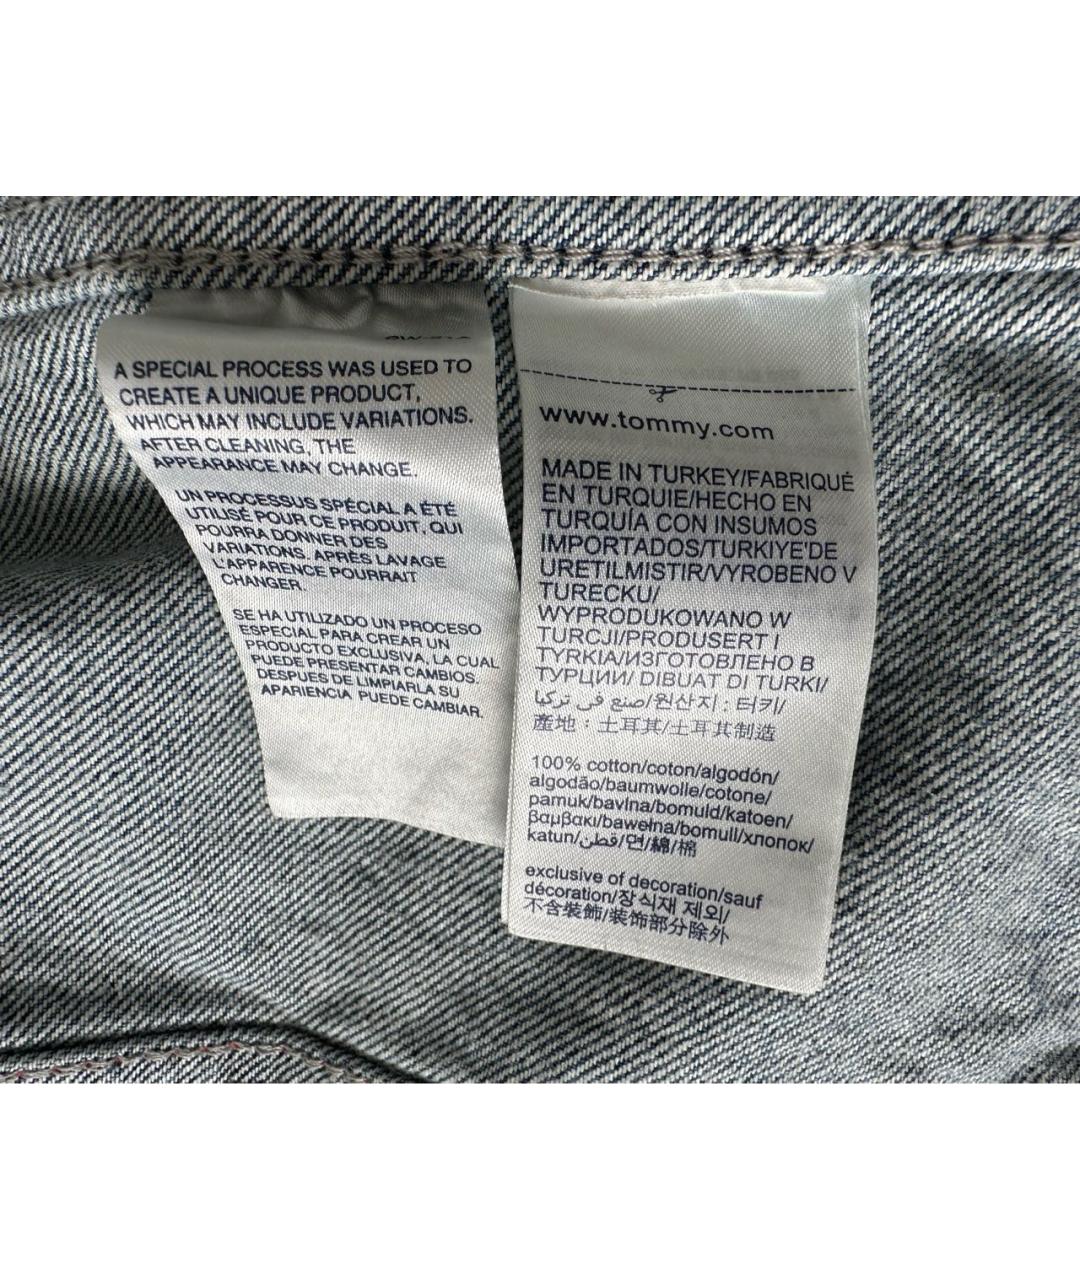 A SPECIAL PROCESS WAS USED TO
CREATE A UNIQUE PRODUCT,
WHICH MAY INCLUDE VARIATIONS.
AFTER CLEANING, THE
APPEARANCE MAY CHANGE.
UN PROCESSUS SPÉCIAL A ÉTÉ
UTILISÉ POUR CE PRODUIT, QUI
POURRA DONNER DES
VARIATIONS. APRÈS LAVAGE
L'APPARENCE POURRAIT
CHANGER.
SE HA UTILIZADO UN PROCESO
ESPECIAL PARA CREAR UN
PRODUCTO EXCLUSIVA, LA CUAL
PUEDE PRESENTAR CAMBIOS.
DESPUES DE LIMPIARLA SU
APARIENCIA PUEDE CAMBIAR.
www.tommy.com
MADE IN TURKEY/FABRIQUÉ
EN TURQUIE/HECHO EN
TURQUÍA CON INSUMOS
IMPORTADOS/TURKIYE'DE
URETILMISTIR/VYROBENO V
TURECKU/
WYPRODUKOWANO W
TURCJI/PRODUSERT I
TYRKIA/ИЗГОТОВЛЕНО В
ТУРЦИИ/ DIBUAT DI TURKI/
صنع في تركيا/원산지 : 터키/
產地 : 土耳其/土耳其制造
100% cotton/coton/algodón/
algodão/baumwolle/cotone/
pamuk/bavlna/bomuld/katoen/
βαμβακι/bawełna/bomull/хлопок/
katun/قطن/면/綿/棉
exclusive of decoration/sauf
décoration/장식재 제외/
不含裝飾/装饰部分除外